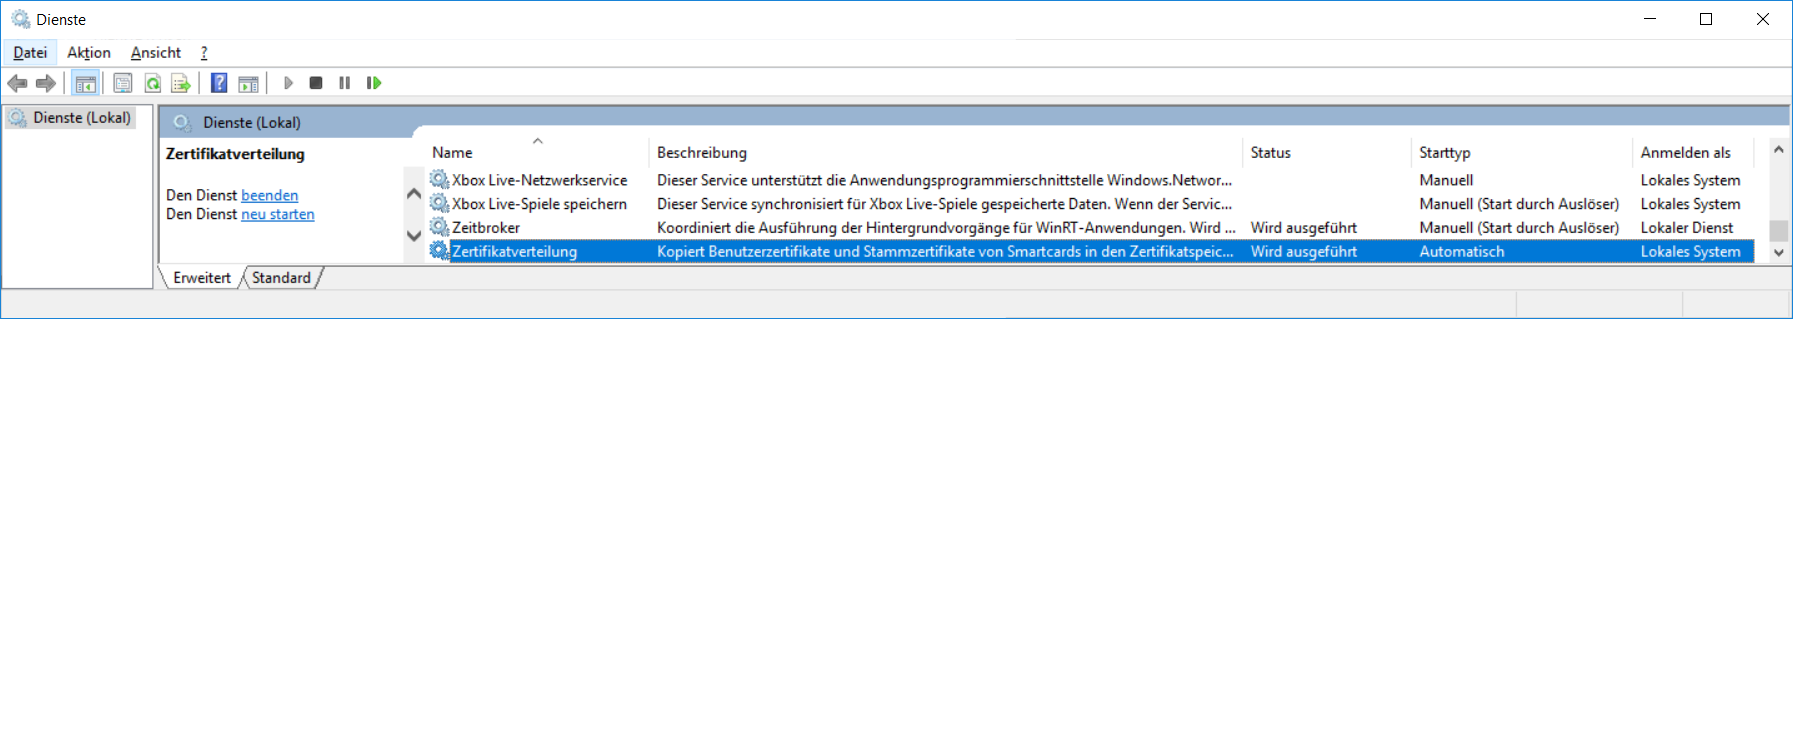 Dienste
Datei Aktion Ansicht ?
Dienste (Lokal)
Dienste (Lokal)
Zertifikatverteilung
Den Dienst beenden
Den Dienst neu starten
Name Beschreibung Status Starttyp Anmelden als
Xbox Live-Netzwerkservice Dieser Service unterstützt die Anwendungsprogrammierschnittstelle Windows.Networ... Manuell Lokales System
Xbox Live-Spiele speichern Dieser Service synchronisiert für Xbox Live-Spiele gespeicherte Daten. Wenn der Servic... Manuell (Start durch Auslöser) Lokales System
Zeitbroker Koordiniert die Ausführung der Hintergrundvorgänge für WinRT-Anwendungen. Wird ... Wird ausgeführt Manuell (Start durch Auslöser) Lokaler Dienst
Zertifikatverteilung Kopiert Benutzerzertifikate und Stammzertifikate von Smartcards in den Zertifikatspeic... Wird ausgeführt Automatisch Lokales System
Erweitert Standard